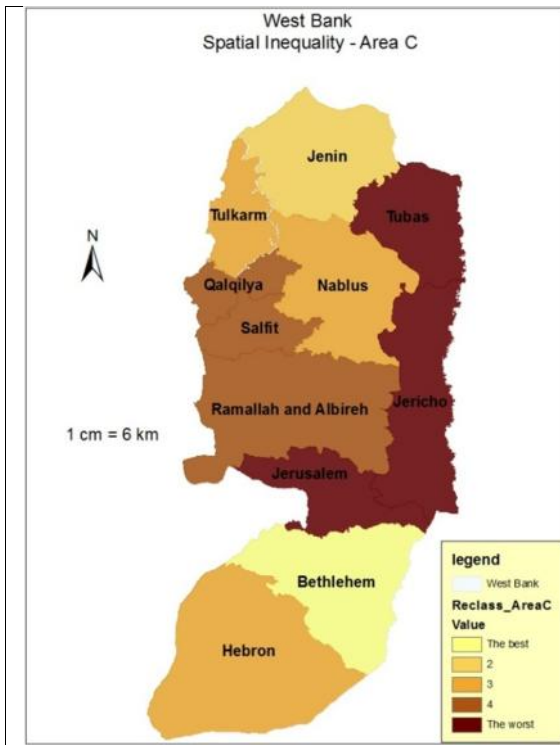 West Bank
Spatial Inequality - Area C
Jenin
Tubas
Tulkarm
N
Qalqilya
Nablus
Salfit
Ramallah and Albireh
Jericho
1 cm = 6 km
Jerusalem
Bethlehem
Hebron
legend
West Bank
Reclass_AreaC
Value
The best
2
3
4
The worst